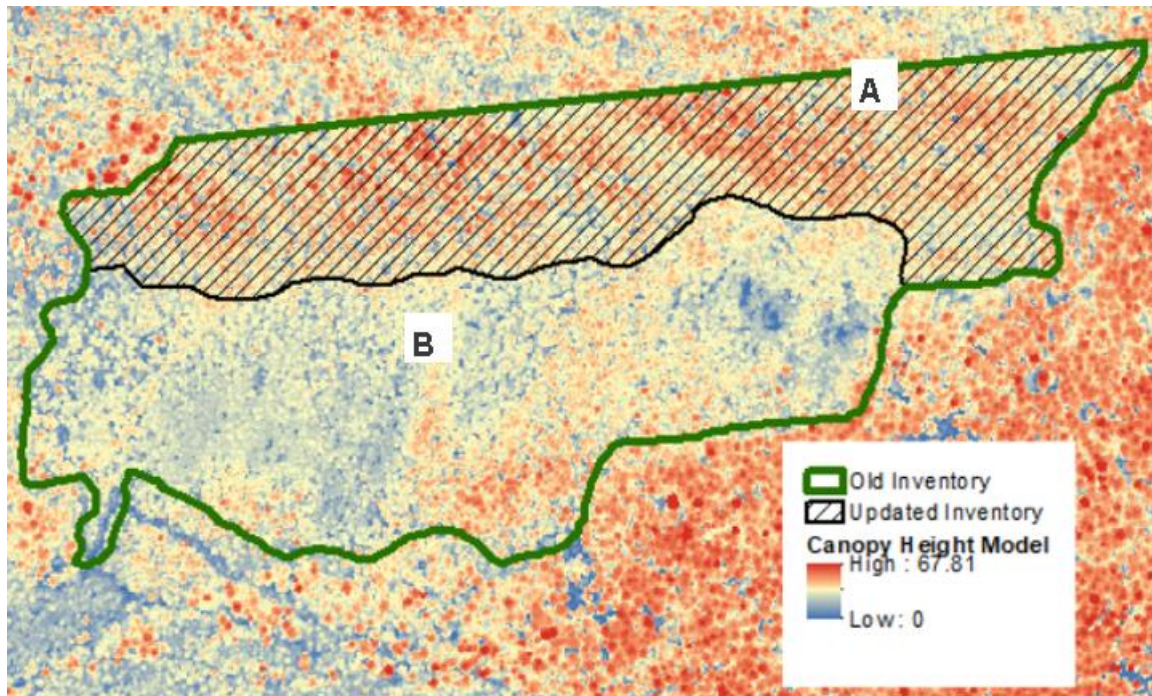 A
B
Old Inventory
Updated Inventory
Canopy Height Model
High : 67.81
Low : 0